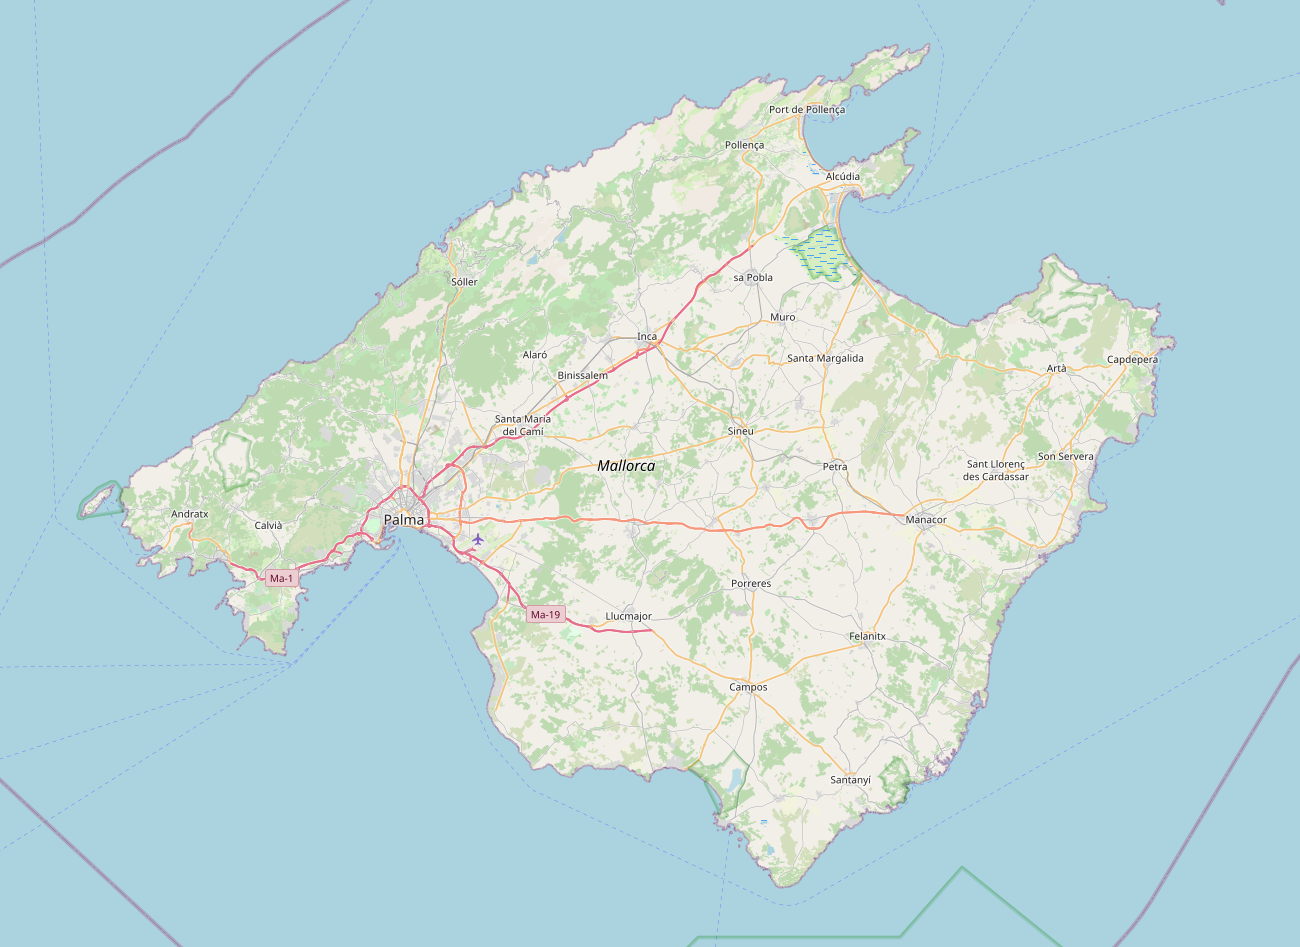 Port de Pollença
Pollença
Alcúdia
Sóller
sa Pobla
Muro
Inca
Alaró
Santa Margalida
Capdepera
Artà
Binissalem
Santa Maria
del Camí
Sineu
Son Servera
Mallorca
Petra
Sant Llorenç
des Cardassar
Andratx
Calvià
Palma
Manacor
Ma-1
Porreres
Ma-19
Llucmajor
Felanitx
Campos
Santanyí